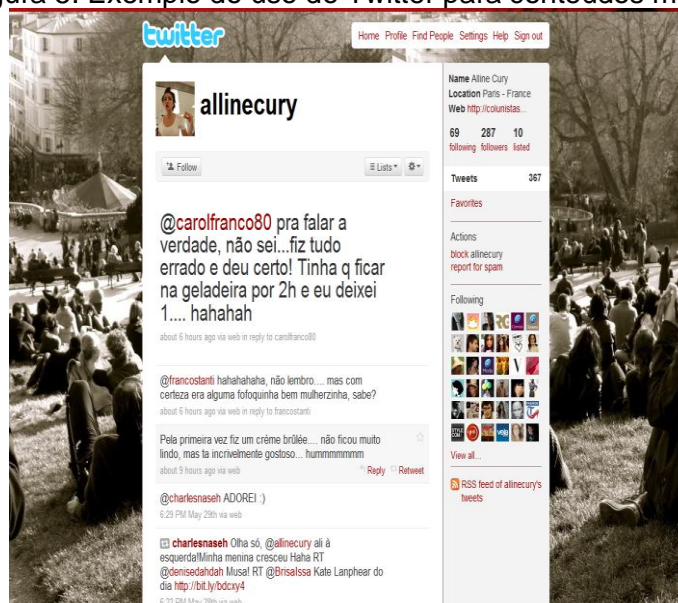 Exemplo de uso do Twitter para conteúdos
twitter
Home Profile Find People Settings Help Sign out
allinecury
Follow
Lists
@carolfranco80 pra falar a
verdade, não sei...fiz tudo
errado e deu certo! Tinha q ficar
na geladeira por 2h e eu deixei
1.... hahahah
about 6 hours ago via web in reply to carolfranco80
@francostanti hahahahaha, não lembro.... mas com
certeza era alguma fofoquinha bem mulherzinha, sabe?
about 6 hours ago via web in reply to francostanti
Pela primeira vez fiz um crème brûlée.... não ficou muito
lindo, mas ta incrivelmente gostoso... hummmmmmm
about 9 hours ago via web
Reply Retweet
@charlesnaseh ADOREI :)
6:29 PM May 29th via web
charlesnaseh Olha só, @allinecury ali à
esquerda!Minha menina cresceu Haha RT
@denisedahdah Musa! RT @BrisaIssa Kate Lanphear do
dia http://bit.ly/bdcxy4
Name Alline Cury
Location Paris - France
Web http://colunistas...
69 287 10
following followers listed
Tweets 367
Favorites
Actions
block allinecury
report for spam
Following
View all...
RSS feed of allinecury's
tweets